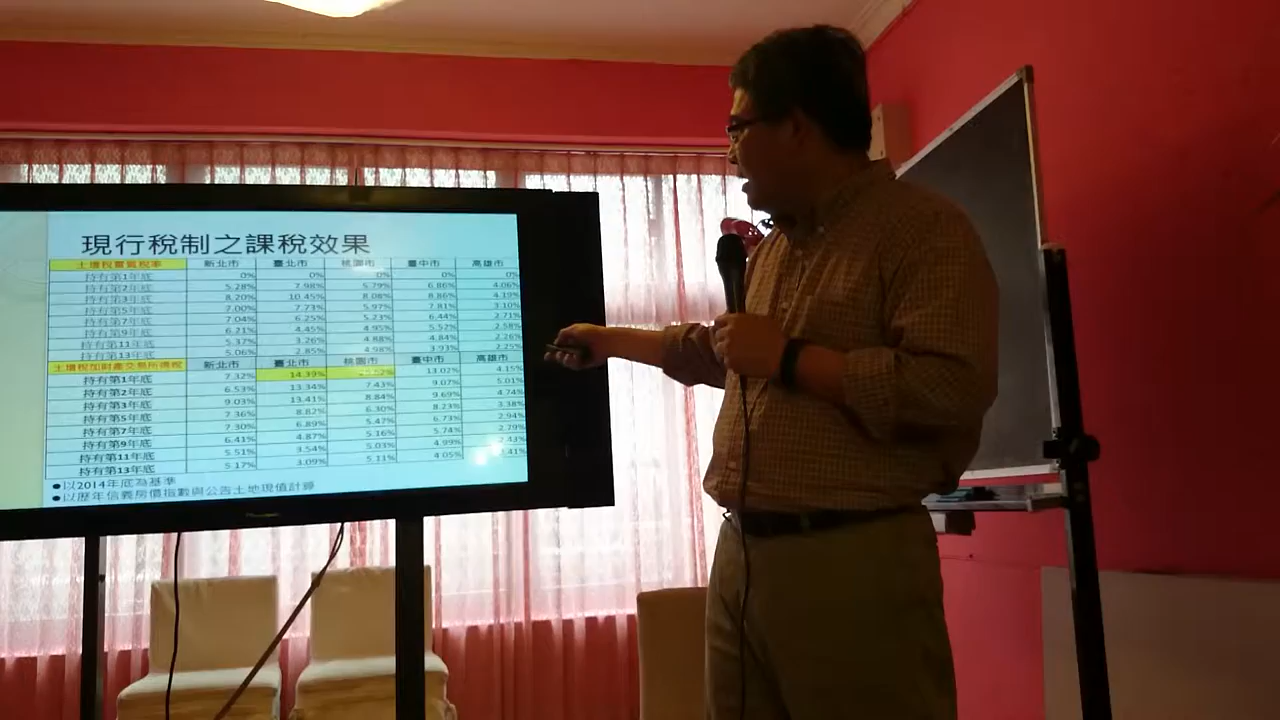 現行稅制之課稅效果
土增稅實質稅率 新北市 臺北市 桃園市 臺中市 高雄市
持有第1年底 0% 0% 0% 0% 0%
持有第2年底 5.28% 7.98% 5.79% 6.86% 4.06%
持有第3年底 8.20% 10.45% 8.08% 8.86% 4.19%
持有第5年底 7.00% 7.73% 5.97% 7.81% 3.10%
持有第7年底 7.04% 6.25% 5.23% 6.44% 2.71%
持有第9年底 6.21% 4.45% 4.95% 5.57% 2.58%
持有第11年底 5.37% 3.26% 4.88% 4.84% 2.26%
持有第13年底 5.06% 2.85% 4.98% 3.93% 2.25%
土增稅加財產交易所得稅 新北市 臺北市 桃園市 臺中市 高雄市
持有第1年底 7.32% 14.39% 13.02% 4.15%
持有第2年底 6.53% 13.34% 7.43% 9.07% 5.01%
持有第3年底 9.03% 13.41% 8.84% 9.69% 4.74%
持有第5年底 7.36% 8.82% 6.30% 8.23% 3.38%
持有第7年底 7.30% 6.89% 5.47% 6.73% 2.94%
持有第9年底 6.41% 4.87% 5.16% 5.74% 2.79%
持有第11年底 5.51% 3.54% 5.03% 4.99% 2.43%
持有第13年底 5.17% 3.09% 5.11% 4.05%
●以2014年底為基準
●以歷年信義房價指數與公告土地現值計算